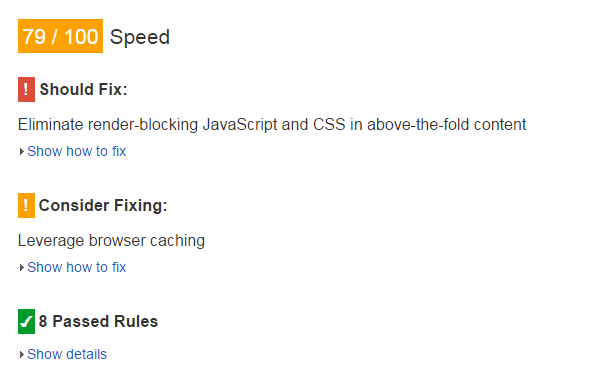 79 / 100 Speed
! Should Fix:
Eliminate render-blocking JavaScript and CSS in above-the-fold content
Show how to fix
! Consider Fixing:
Leverage browser caching
Show how to fix
8 Passed Rules
Show details